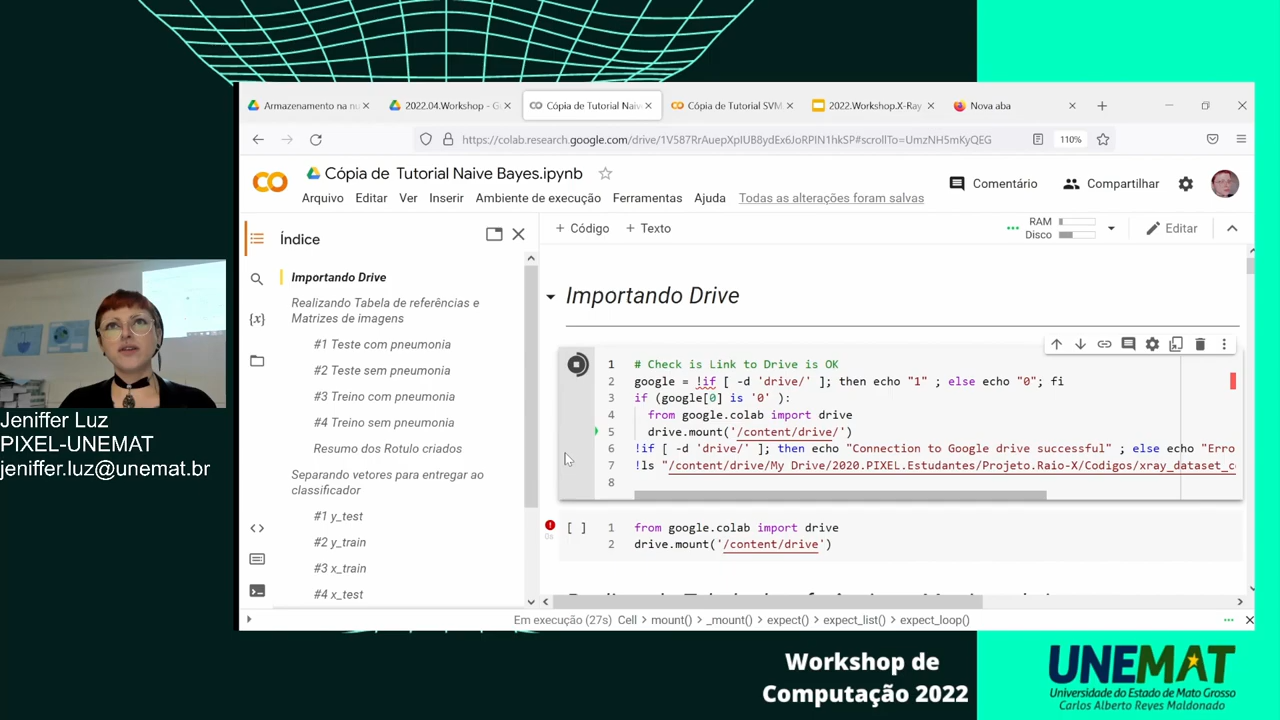 Armazenamento na nu
2022.04.Workshop - G
Cópia de Tutorial Naiv
Cópia de Tutorial SVM
2022.Workshop.X-Ray
Nova aba
https://colab.research.google.com/drive/1V587RrAuepXpIUB8ydEx6JoRPlN1hkSP#scrollTo=UmzNH5mKyQEG
110%
Cópia de Tutorial Naive Bayes.ipynb
Comentário
Compartilhar
Arquivo Editar Ver Inserir Ambiente de execução Ferramentas Ajuda Todas as alterações foram salvas
+ Código + Texto
RAM
Disco
Editar
Índice
Importando Drive
Realizando Tabela de referências e
Matrizes de imagens
#1 Teste com pneumonia
#2 Teste sem pneumonia
#3 Treino com pneumonia
#4 Treino sem pneumonia
Resumo dos Rotulo criados
Separando vetores para entregar ao
classificador
#1 y_test
#2 y_train
#3 x_train
#4 x_test
Importando Drive
1 # Check is Link to Drive is OK
2 google = !if [ -d 'drive/' ]; then echo "1" ; else echo "0"; fi
3 if (google[0] is '0' ):
4 from google.colab import drive
5 drive.mount('/content/drive/')
6 !if [ -d 'drive/' ]; then echo "Connection to Google drive successful" ; else echo "Erro
7 !ls "/content/drive/My Drive/2020.PIXEL.Estudantes/Projeto.Raio-X/Codigos/xray_dataset_c
8
[ ] 1 from google.colab import drive
0s
2 drive.mount('/content/drive')
Em execução (27s) Cell > mount() > _mount() > expect() > expect_list() > expect_loop()
Jeniffer Luz
PIXEL-UNEMAT
jeniffer.luz@unemat.br
Workshop de
Computação 2022
UNEMAT
Universidade do Estado de Mato Grosso
Carlos Alberto Reyes Maldonado